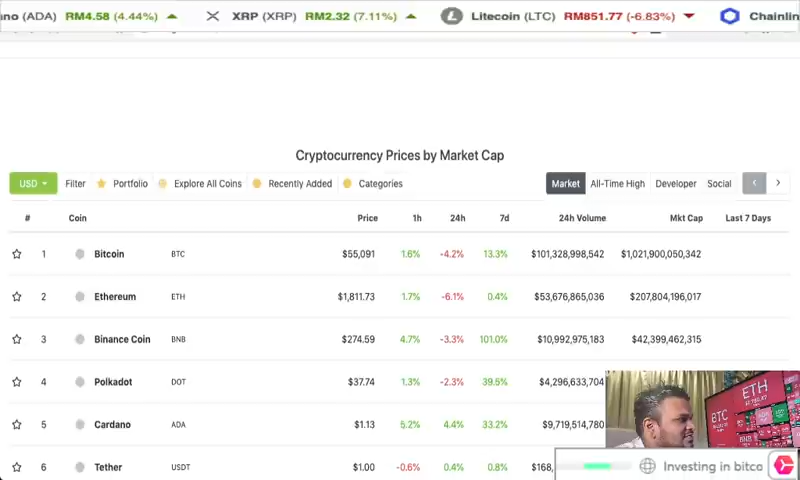 no (ADA) RM4.58 (4.44%) XRP (XRP) RM2.32 (7.11%) Litecoin (LTC) RM851.77 (-6.83%) Chainlin
Cryptocurrency Prices by Market Cap
USD Filter Portfolio Explore All Coins Recently Added Categories Market All-Time High Developer Social
# Coin Price 1h 24h 7d 24h Volume Mkt Cap Last 7 Days
1 Bitcoin BTC $55,091 1.6% -4.2% 13.3% $101,328,998,542 $1,021,900,050,342
2 Ethereum ETH $1,811.73 1.7% -6.1% 0.4% $53,676,865,036 $207,804,196,017
3 Binance Coin BNB $274.59 4.7% -3.3% 101.0% $10,992,975,183 $42,399,462,315
4 Polkadot DOT $37.74 1.3% -2.3% 39.5% $4,296,633,704
5 Cardano ADA $1.13 5.2% 4.4% 33.2% $9,719,514,780
6 Tether USDT $1.00 -0.6% 0.4% 0.8% $168,
BTC
ETH
BNB
Investing in bitco